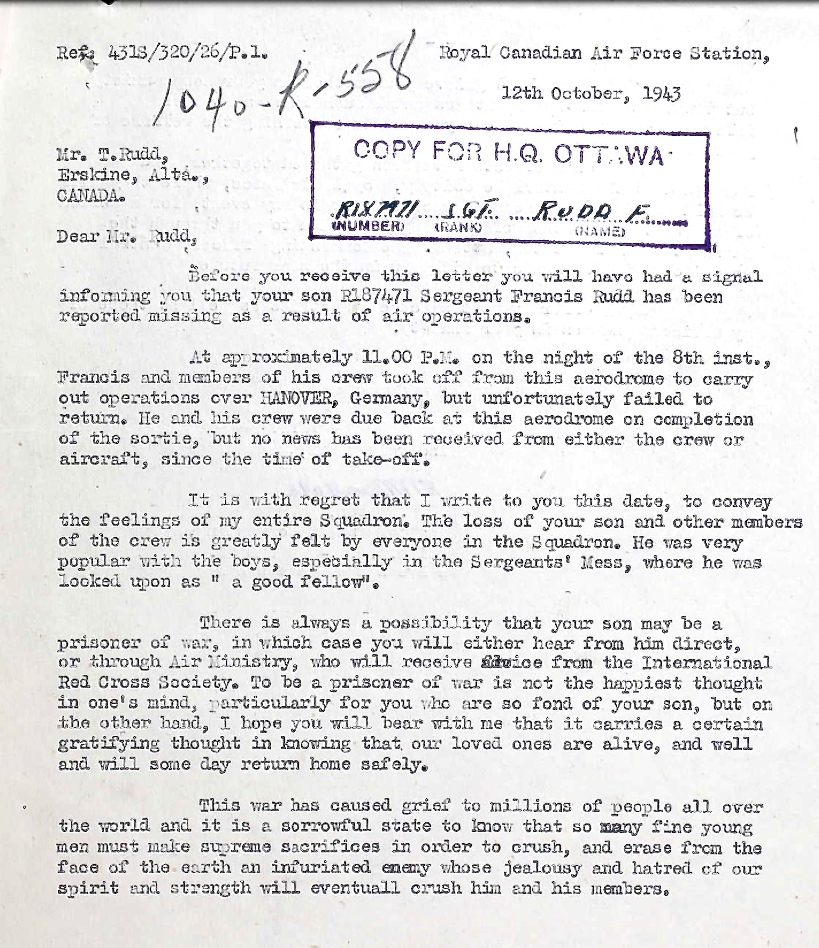 Ref: 431S/320/26/P.1.
Royal Canadian Air Force Station,
1040-R-558
12th October, 1943
COPY FOR H.Q. OTTAWA
Mr. T.Rudd,
Erskine, Alta.,
CANADA.
SGT. RUDD F.
(NUMBER) (RANK) (NAME)
Dear Mr. Rudd,
Before you receive this letter you will have had a signal
informing you that your son R187471 Sergeant Francis Rudd has been
reported missing as a result of air operations.
At approximately 11.00 P.M. on the night of the 8th inst.,
Francis and members of his crew took off from this aerodrome to carry
out operations over HANOVER, Germany, but unfortunately failed to
return. He and his crew were due back at this aerodrome on completion
of the sortie, but no news has been received from either the crew or
aircraft, since the time of take-off.
It is with regret that I write to you this date, to convey
the feelings of my entire Squadron. The loss of your son and other members
of the crew is greatly felt by everyone in the Squadron. He was very
popular with the boys, especially in the Sergeants' Mess, where he was
looked upon as " a good fellow".
There is always a possibility that your son may be a
prisoner of war, in which case you will either hear from him direct,
or through Air Ministry, who will receive advice from the International
Red Cross Society. To be a prisoner of war is not the happiest thought
in one's mind, particularly for you who are so fond of your son, but on
the other hand, I hope you will bear with me that it carries a certain
gratifying thought in knowing that our loved ones are alive, and well
and will some day return home safely.
This war has caused grief to millions of people all over
the world and it is a sorrowful state to know that so many fine young
men must make supreme sacrifices in order to crush, and erase from the
face of the earth an infuriated enemy whose jealousy and hatred of our
spirit and strength will eventuall crush him and his members.